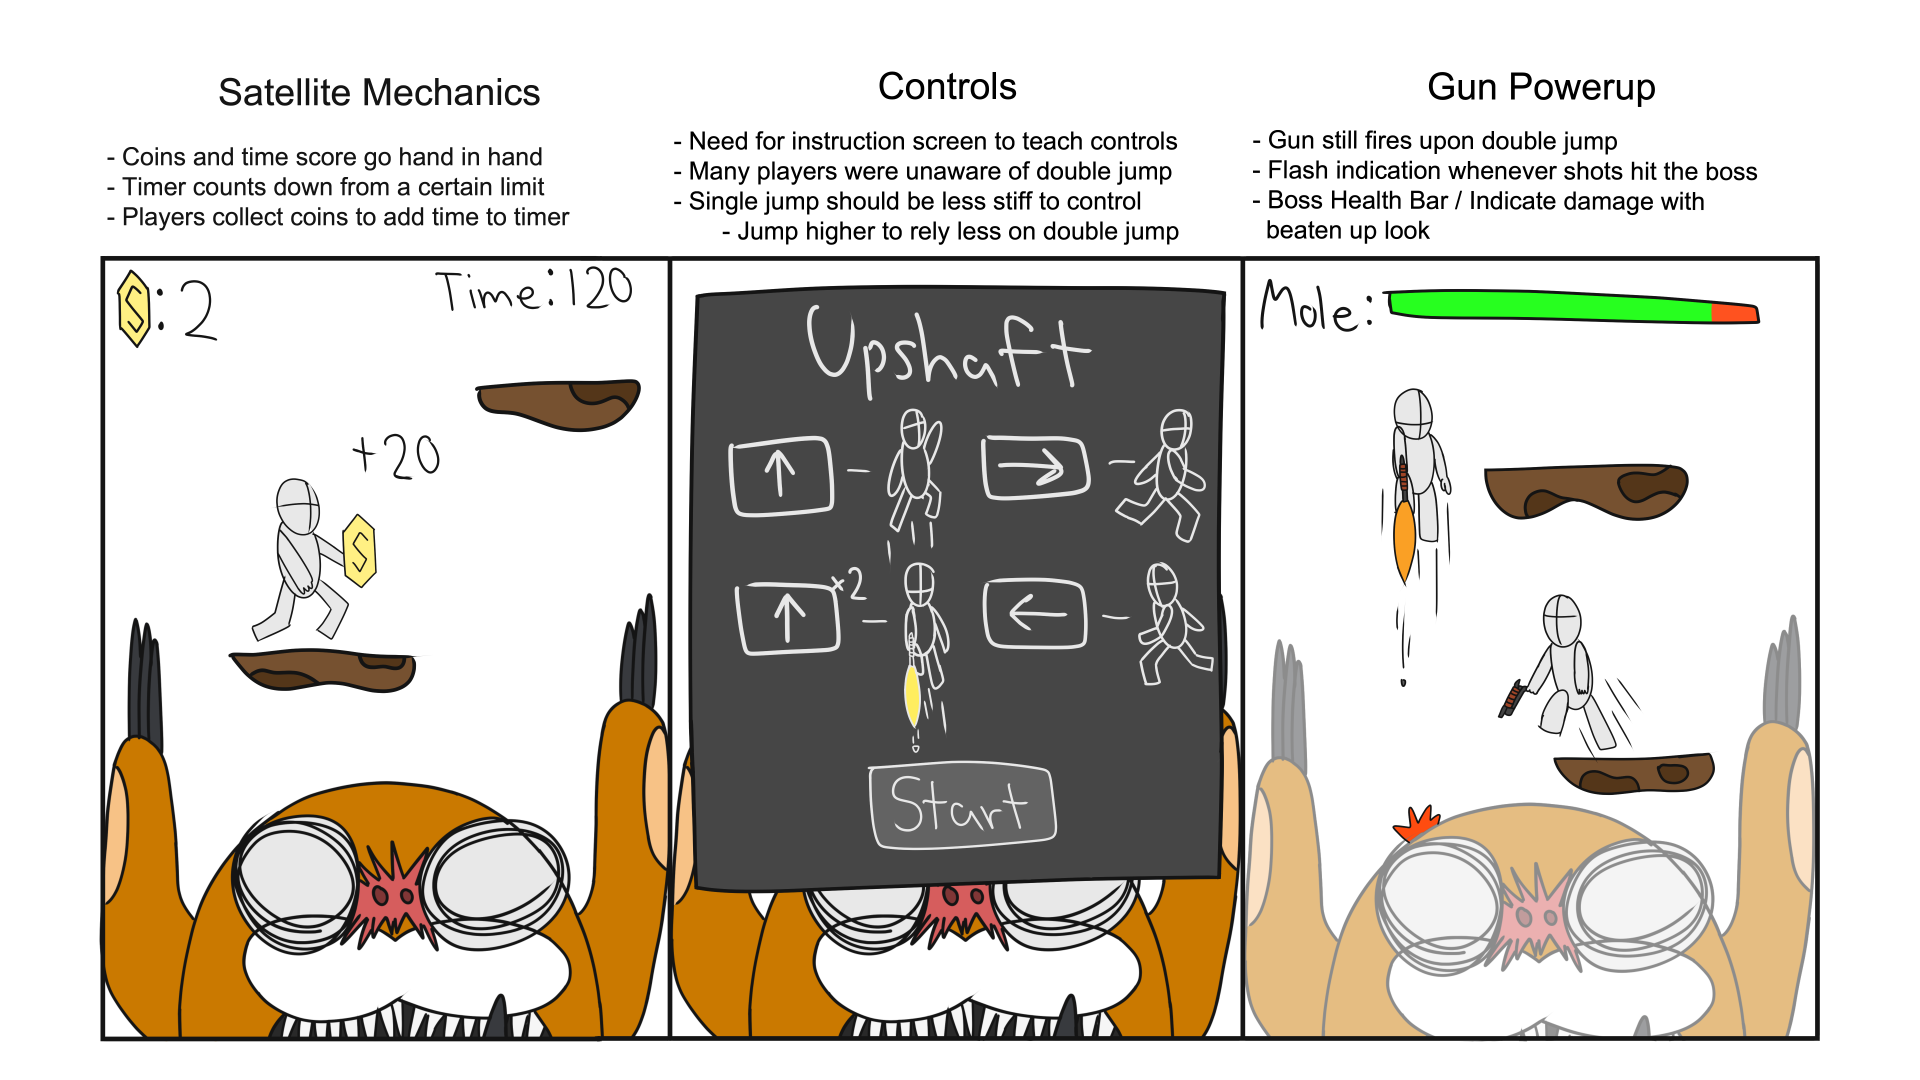 Satellite Mechanics
- Coins and time score go hand in hand
- Timer counts down from a certain limit
- Players collect coins to add time to timer
$:2
Time:120
+20
$
Controls
- Need for instruction screen to teach controls
- Many players were unaware of double jump
- Single jump should be less stiff to control
- Jump higher to rely less on double jump
Upshaft
↑ -
→ -
↑ ×2 -
← -
Start
Gun Powerup
- Gun still fires upon double jump
- Flash indication whenever shots hit the boss
- Boss Health Bar / Indicate damage with
beaten up look
Mole: